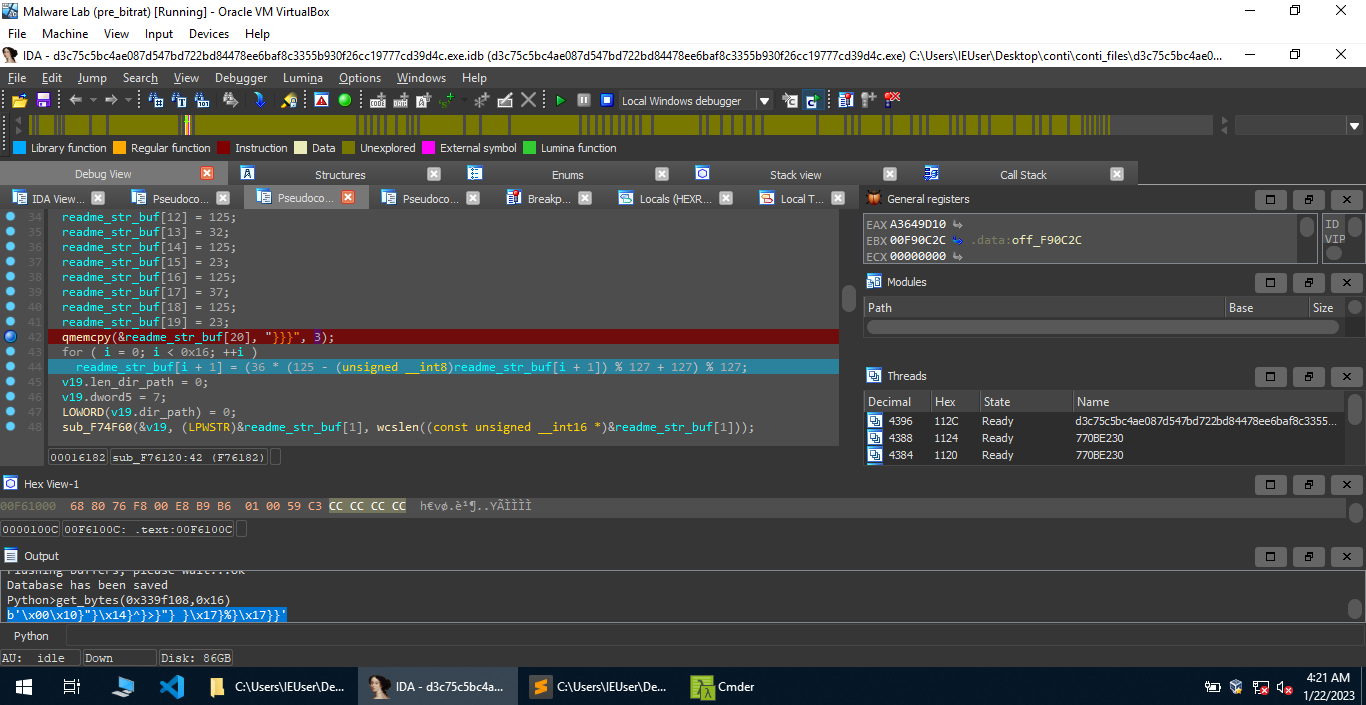 Malware Lab (pre_bitrat) [Running] - Oracle VM VirtualBox
File Machine View Input Devices Help
IDA - d3c75c5bc4ae087d547bd722bd84478ee6baf8c3355b930f26cc19777cd39d4c.exe.idb (d3c75c5bc4ae087d547bd722bd84478ee6baf8c3355b930f26cc19777cd39d4c.exe) C:\Users\IEUser\Desktop\conti\conti_files\d3c75c5bc4ae0...
File Edit Jump Search View Debugger Lumina Options Windows Help
Local Windows debugger
Library function Regular function Instruction Data Unexplored External symbol Lumina function
Debug View Structures Enums Stack view Call Stack
IDA View... Pseudoco... Pseudoco... Pseudoco... Breakp... Locals (HEXR... Local T...
34 readme_str_buf[12] = 125;
35 readme_str_buf[13] = 32;
36 readme_str_buf[14] = 125;
37 readme_str_buf[15] = 23;
38 readme_str_buf[16] = 125;
39 readme_str_buf[17] = 37;
40 readme_str_buf[18] = 125;
41 readme_str_buf[19] = 23;
42 qmemcpy(&readme_str_buf[20], "}}}", 3);
43 for ( i = 0; i < 0x16; ++i )
44 readme_str_buf[i + 1] = (36 * (125 - (unsigned __int8)readme_str_buf[i + 1]) % 127 + 127) % 127;
45 v19.len_dir_path = 0;
46 v19.dword5 = 7;
47 LOWORD(v19.dir_path) = 0;
48 sub_F74F60(&v19, (LPWSTR)&readme_str_buf[1], wcslen((const unsigned __int16 *)&readme_str_buf[1]));
00016182 sub_F76120:42 (F76182)
General registers
EAX A3649D10
EBX 00F90C2C .data:off_F90C2C
ECX 00000000
ID
VIP
Modules
Path Base Size
Threads
Decimal Hex State Name
4396 112C Ready d3c75c5bc4ae087d547bd722bd84478ee6baf8c3355...
4388 1124 Ready 770BE230
4384 1120 Ready 770BE230
Hex View-1
00F61000 68 80 76 F8 00 E8 B9 B6 01 00 59 C3 CC CC CC CC h€vø.è¹¶..YÃÌÌÌÌ
0000100C 00F6100C: .text:00F6100C
Output
Flushing buffers, please wait...ok
Database has been saved
Python>get_bytes(0x339f108,0x16)
b'\x00\x10}"}\x14}^}>}"} }\x17}%}\x17}}'
Python
AU: idle Down Disk: 86GB
C:\Users\IEUser\De... IDA - d3c75c5bc4a... C:\Users\IEUser\De... Cmder
4:21 AM
1/22/2023